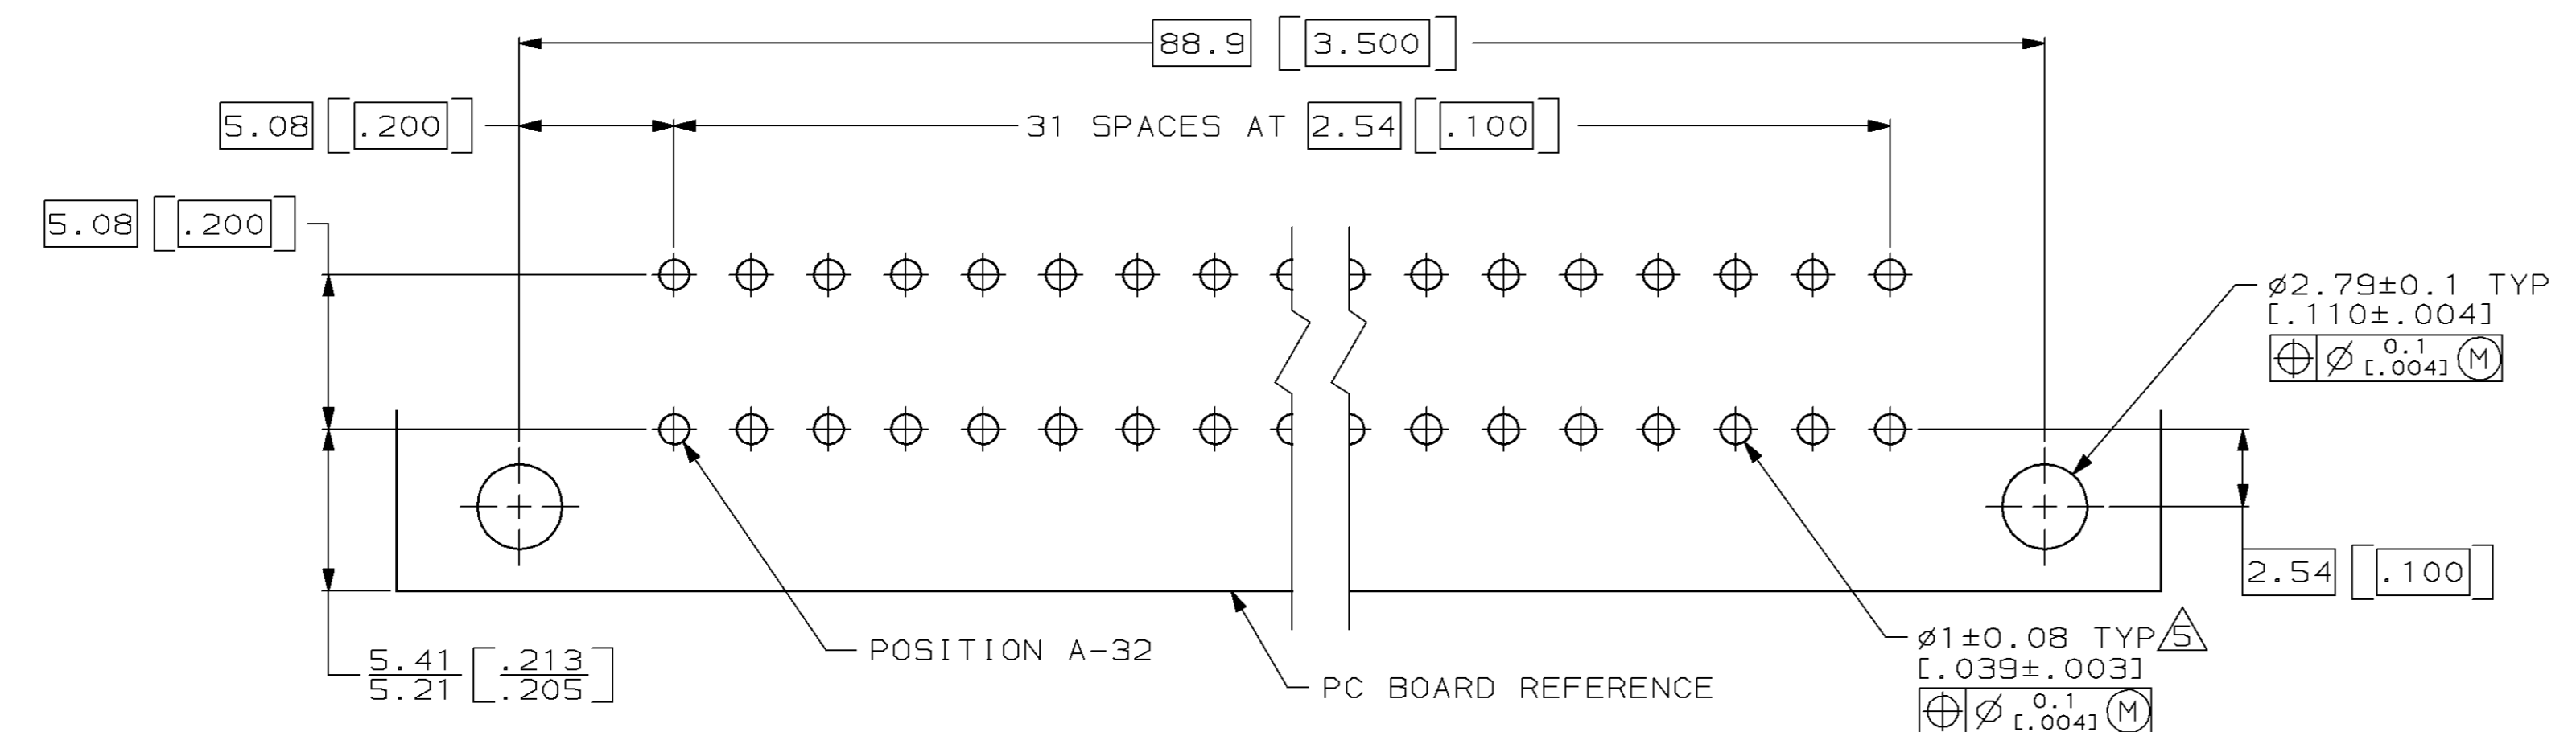 88.9 [3.500]
5.08 [.200]
31 SPACES AT 2.54 [.100]
5.08 [.200]
ø2.79±0.1 TYP
[.110±.004]
⌖ ø 0.1 [.004] Ⓜ
2.54 [.100]
POSITION A-32
5.41 [.213]
5.21 [.205]
PC BOARD REFERENCE
ø1±0.08 TYP 5
[.039±.003]
⌖ ø 0.1 [.004] Ⓜ